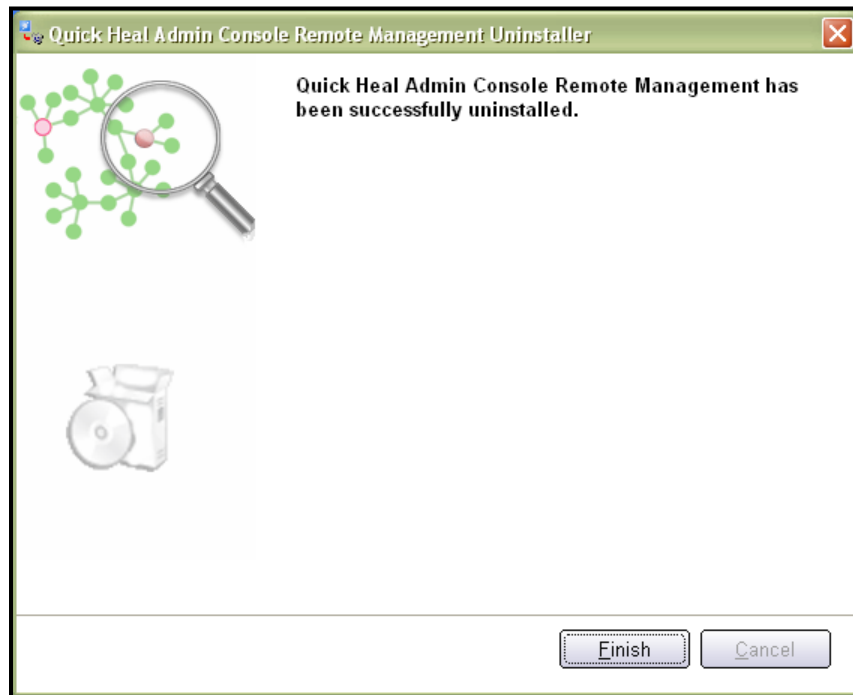 Quick Heal Admin Console Remote Management Uninstaller
Quick Heal Admin Console Remote Management has
been successfully uninstalled.
Finish
Cancel